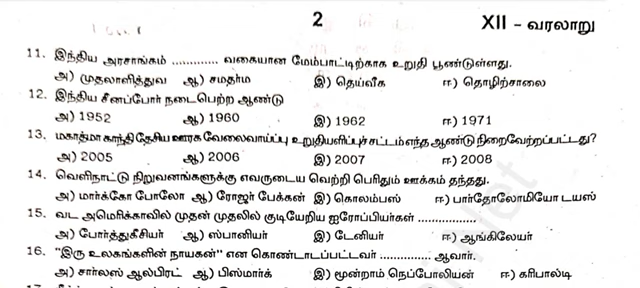 2
XII – வரலாறு
11. இந்திய அரசாங்கம் ............. வகையான மேம்பாட்டிற்காக உறுதி பூண்டுள்ளது.
அ) முதலாளித்துவ ஆ) சமதர்ம இ) தெய்வீக ஈ) தொழிற்சாலை
12. இந்திய சீனப்போர் நடைபெற்ற ஆண்டு
அ) 1952 ஆ) 1960 இ) 1962 ஈ) 1971
13. மகாத்மா காந்தி தேசிய ஊரக வேலைவாய்ப்பு உறுதியளிப்புச் சட்டம் எந்த ஆண்டு நிறைவேற்றப்பட்டது?
அ) 2005 ஆ) 2006 இ) 2007 ஈ) 2008
14. வெளிநாட்டு நிறுவனங்களுக்கு எவருடைய வெற்றி பெரிதும் ஊக்கம் தந்தது.
அ) மார்க்கோ போலோ ஆ) ரோஜர் பேக்கன் இ) கொலம்பஸ் ஈ) பார்தோலோமியோ டயஸ்
15. வட அமெரிக்காவில் முதன் முதலில் குடியேறிய ஐரோப்பியர்கள் ................
அ) போர்த்துகீசியர் ஆ) ஸ்பானியர் இ) டேனியர் ஈ) ஆங்கிலேயர்
16. "இரு உலகங்களின் நாயகன்" என கொண்டாடப்பட்டவர் ............... ஆவார்.
அ) சார்லஸ் ஆல்பிரட் ஆ) பிஸ்மார்க் இ) மூன்றாம் நெப்போலியன் ஈ) கரிபால்டி